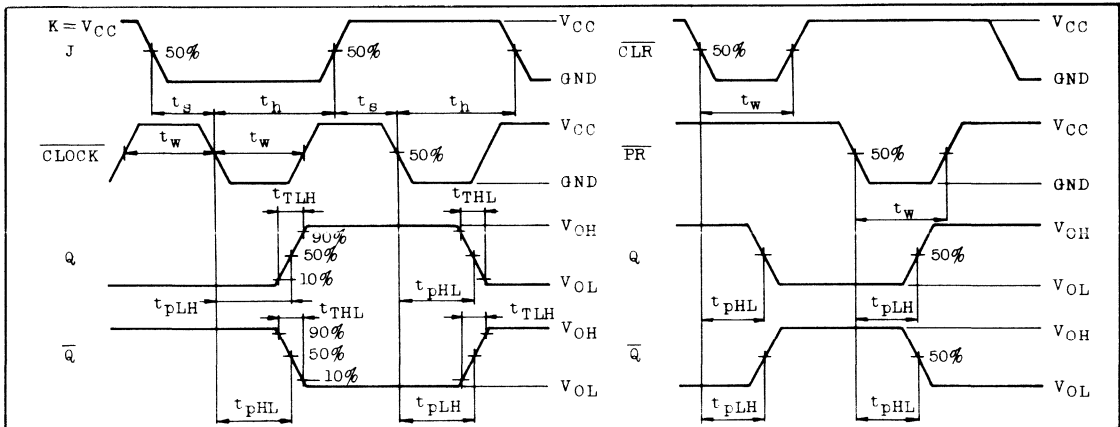 K = VCC
J
50%
50%
VCC
GND
ts
th
ts
th
CLOCK
tw
tw
50%
VCC
GND
tTLH
tTHL
Q
90%
50%
10%
VOH
VOL
tpLH
tpHL
tTHL
tTLH
Q
90%
50%
10%
VOH
VOL
tpHL
tpLH
CLR
50%
VCC
GND
tw
PR
50%
VCC
GND
tw
Q
50%
VOH
VOL
tpHL
tpLH
Q
50%
VOH
VOL
tpLH
tpHL